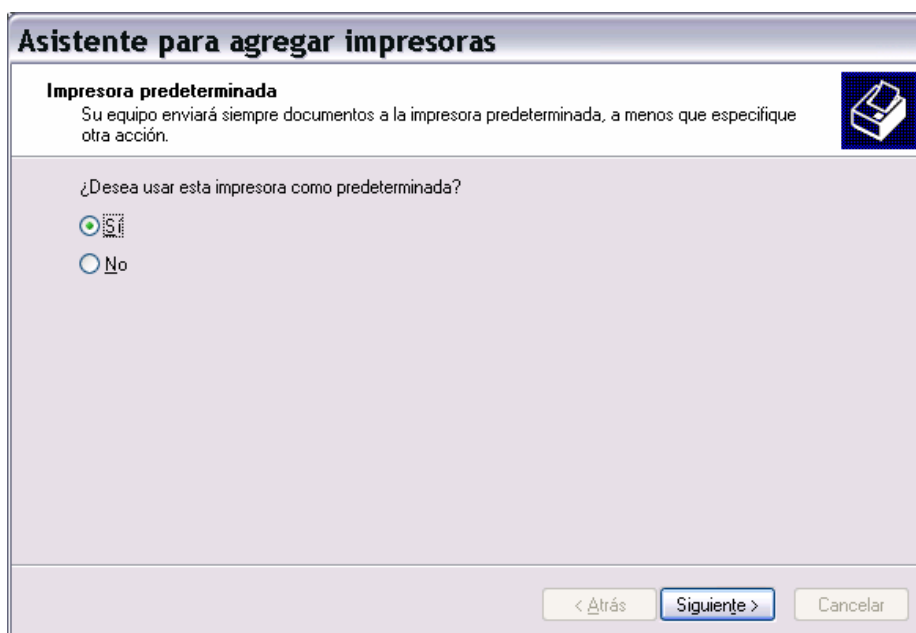 Asistente para agregar impresoras
Impresora predeterminada
Su equipo enviará siempre documentos a la impresora predeterminada, a menos que especifique
otra acción.
¿Desea usar esta impresora como predeterminada?
Sí
No
< Atrás
Siguiente >
Cancelar